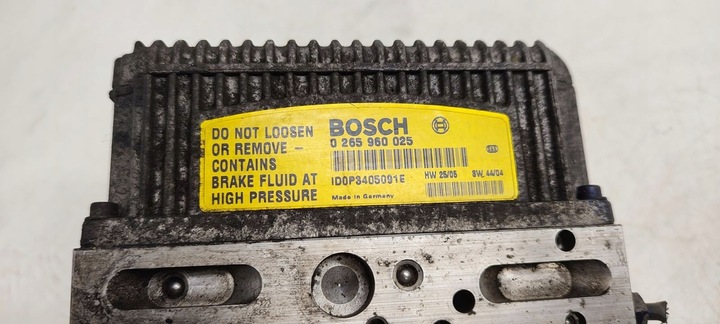 DO NOT LOOSEN
OR REMOVE –
CONTAINS
BRAKE FLUID AT
HIGH PRESSURE
BOSCH
0 265 960 025
ID0P3405091E
HW 25/05 SW 44/04
Made in Germany